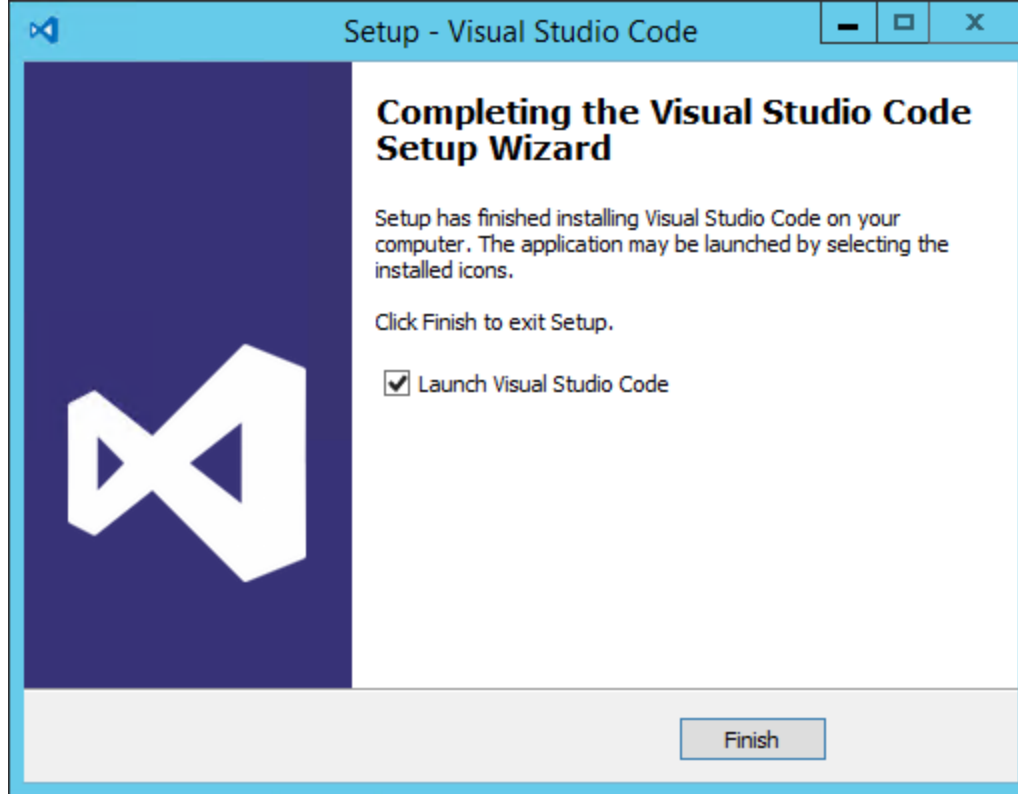 Setup - Visual Studio Code
Completing the Visual Studio Code
Setup Wizard
Setup has finished installing Visual Studio Code on your
computer. The application may be launched by selecting the
installed icons.
Click Finish to exit Setup.
Launch Visual Studio Code
Finish